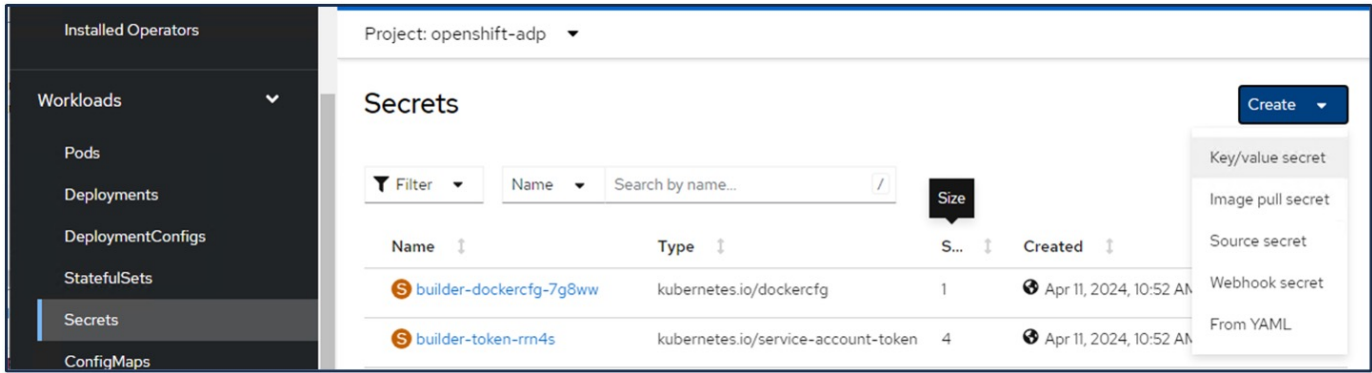 Installed Operators
Project: openshift-adp
Workloads
Secrets
Create
Pods
Key/value secret
Filter
Name
Search by name...
/
Size
Deployments
Image pull secret
DeploymentConfigs
Name
Type
S...
Created
Source secret
StatefulSets
S builder-dockercfg-7g8ww
kubernetes.io/dockercfg
1
Apr 11, 2024, 10:52 AM
Webhook secret
Secrets
From YAML
ConfigMaps
S builder-token-rrn4s
kubernetes.io/service-account-token
4
Apr 11, 2024, 10:52 AM